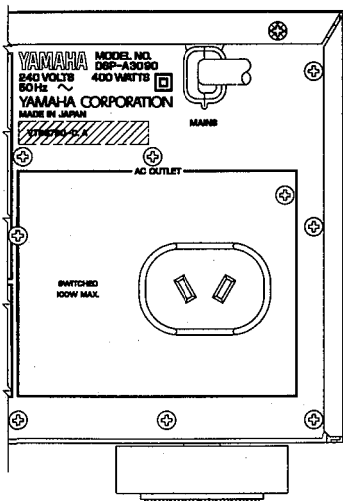 YAMAHA MODEL NO.
DSP-A3090
240 VOLTS 400 WATTS
50Hz ~
YAMAHA CORPORATION
MADE IN JAPAN
MAINS
AC OUTLET
SWITCHED
100W MAX.